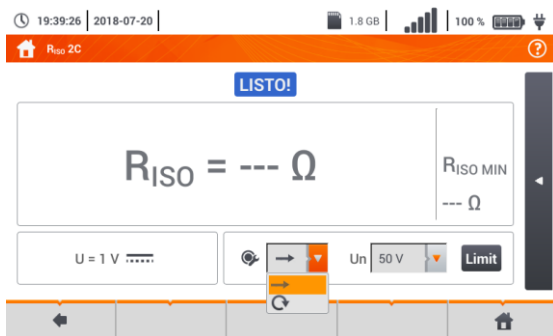 19:39:26 2018-07-20 1.8 GB 100 %
RISO 2C ?
LISTO!
RISO = --- Ω
RISO MIN
--- Ω
U = 1 V
Un 50 V Limit